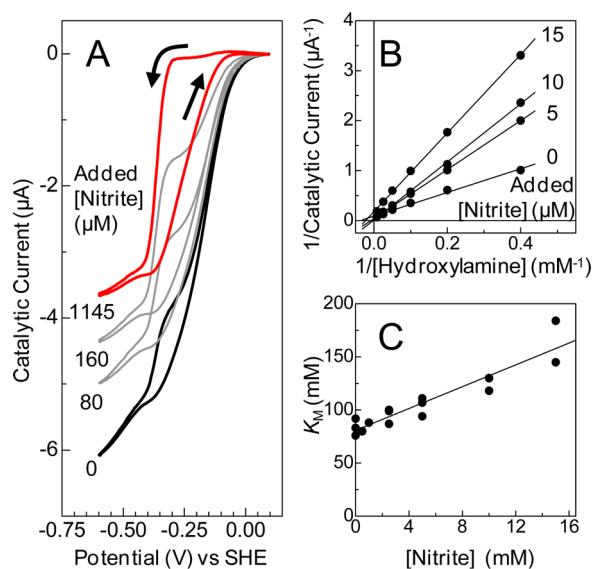 A
0
-2
-4
-6
Catalytic Current (μA)
Added
[Nitrite]
(μM)
1145
160
80
0
-0.75
-0.50
-0.25
0.00
Potential (V) vs SHE
B
4
3
2
1
0
1/Catalytic Current (μA-1)
15
10
5
0
Added
[Nitrite] (μM)
0.0
0.2
0.4
1/[Hydroxylamine] (mM-1)
C
200
150
100
50
0
KM (mM)
0
4
8
12
16
[Nitrite] (mM)